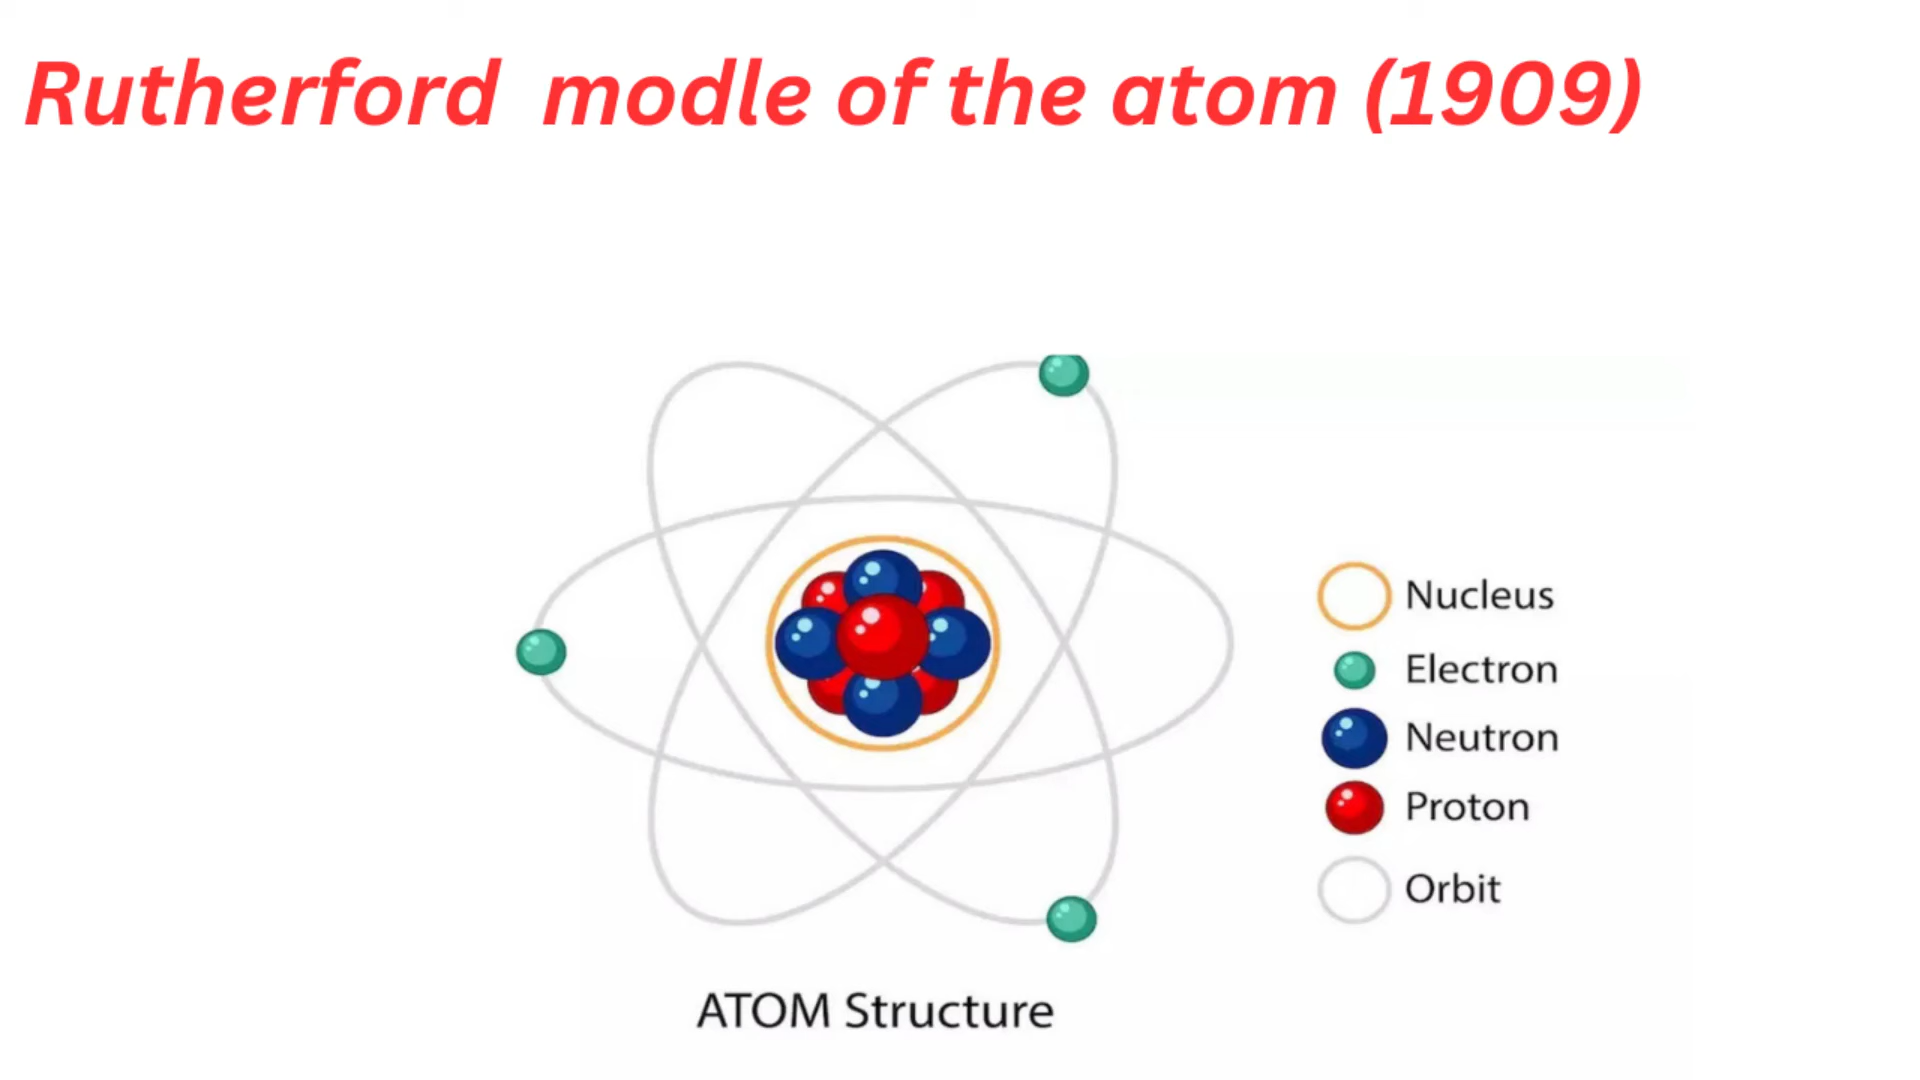 Rutherford  modle of the atom (1909)
Nucleus
Electron
Neutron
Proton
Orbit
ATOM Structure